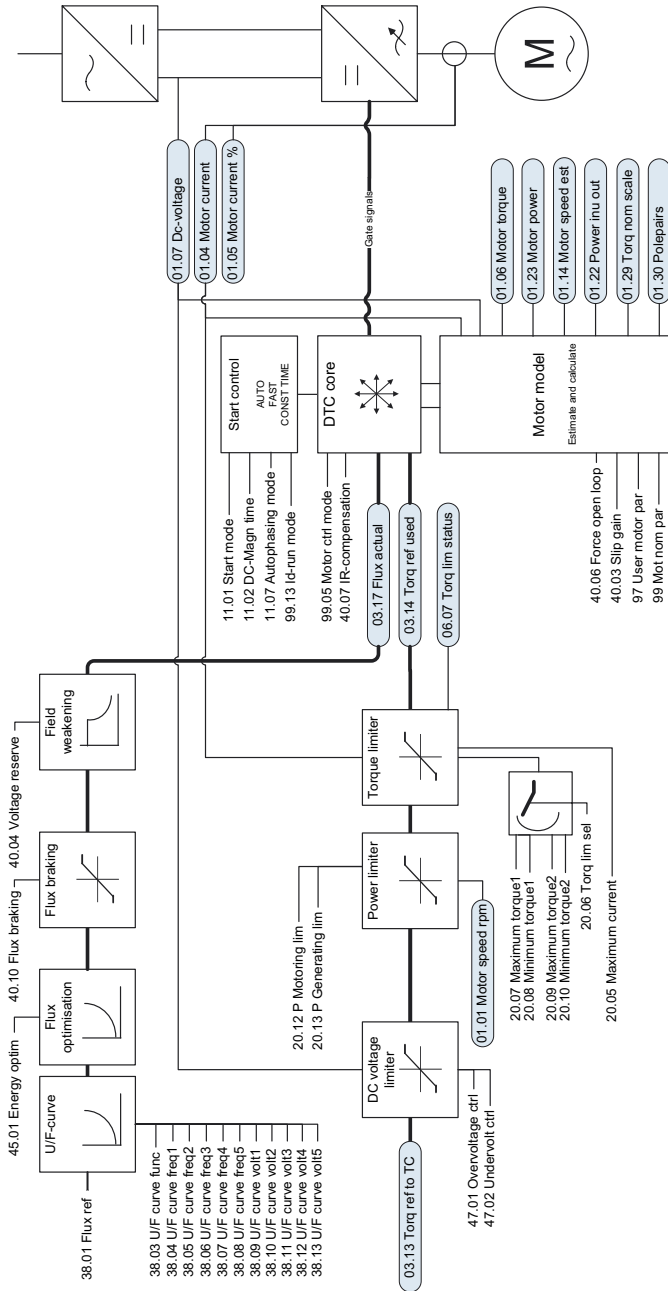 38.01 Flux ref
U/F-curve
38.03 U/F curve func
38.04 U/F curve freq1
38.05 U/F curve freq2
38.06 U/F curve freq3
38.07 U/F curve freq4
38.08 U/F curve freq5
38.09 U/F curve volt1
38.10 U/F curve volt2
38.11 U/F curve volt3
38.12 U/F curve volt4
38.13 U/F curve volt5
45.01 Energy optim
Flux
optimisation
40.10 Flux braking
Flux braking
40.04 Voltage reserve
Field
weakening
03.13 Torq ref to TC
DC voltage
limiter
47.01 Overvoltage ctrl
47.02 Undervolt ctrl
20.12 P Motoring lim
20.13 P Generating lim
Power limiter
01.01 Motor speed rpm
Torque limiter
20.07 Maximum torque1
20.08 Minimum torque1
20.09 Maximum torque2
20.10 Minimum torque2
20.06 Torq lim sel
20.05 Maximum current
11.01 Start mode
11.02 DC-Magn time
11.07 Autophasing mode
99.13 Id-run mode
99.05 Motor ctrl mode
40.07 IR-compensation
03.17 Flux actual
03.14 Torq ref used
06.07 Torq lim status
Start control
AUTO
FAST
CONST TIME
DTC core
40.06 Force open loop
40.03 Slip gain
97 User motor par
99 Mot nom par
Motor model
Estimate and calculate
01.07 Dc-voltage
01.04 Motor current
01.05 Motor current %
Gate signals
01.06 Motor torque
01.23 Motor power
01.14 Motor speed est
01.22 Power inu out
01.29 Torq nom scale
01.30 Polepairs
M